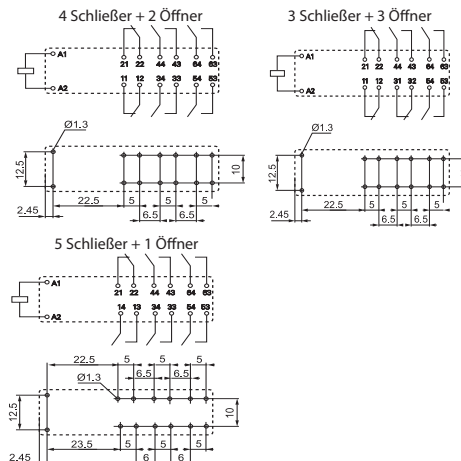 4 Schließer + 2 Öffner
A1
21 22 44 43 64 63
11 12 34 33 54 53
A2
Ø1.3
12.5
10
2.45 22.5 5 5 5
6.5 6.5
3 Schließer + 3 Öffner
A1
21 22 44 43 64 63
11 12 31 32 54 53
A2
Ø1.3
12.5
2.45 22.5 5 5 5
6.5 6.5
5 Schließer + 1 Öffner
A1
21 22 44 43 64 63
14 13 34 33 54 53
A2
22.5 5 5 5
Ø1.3 6.5 6.5
12.5
10
23.5 5 5 5
2.45 6 6